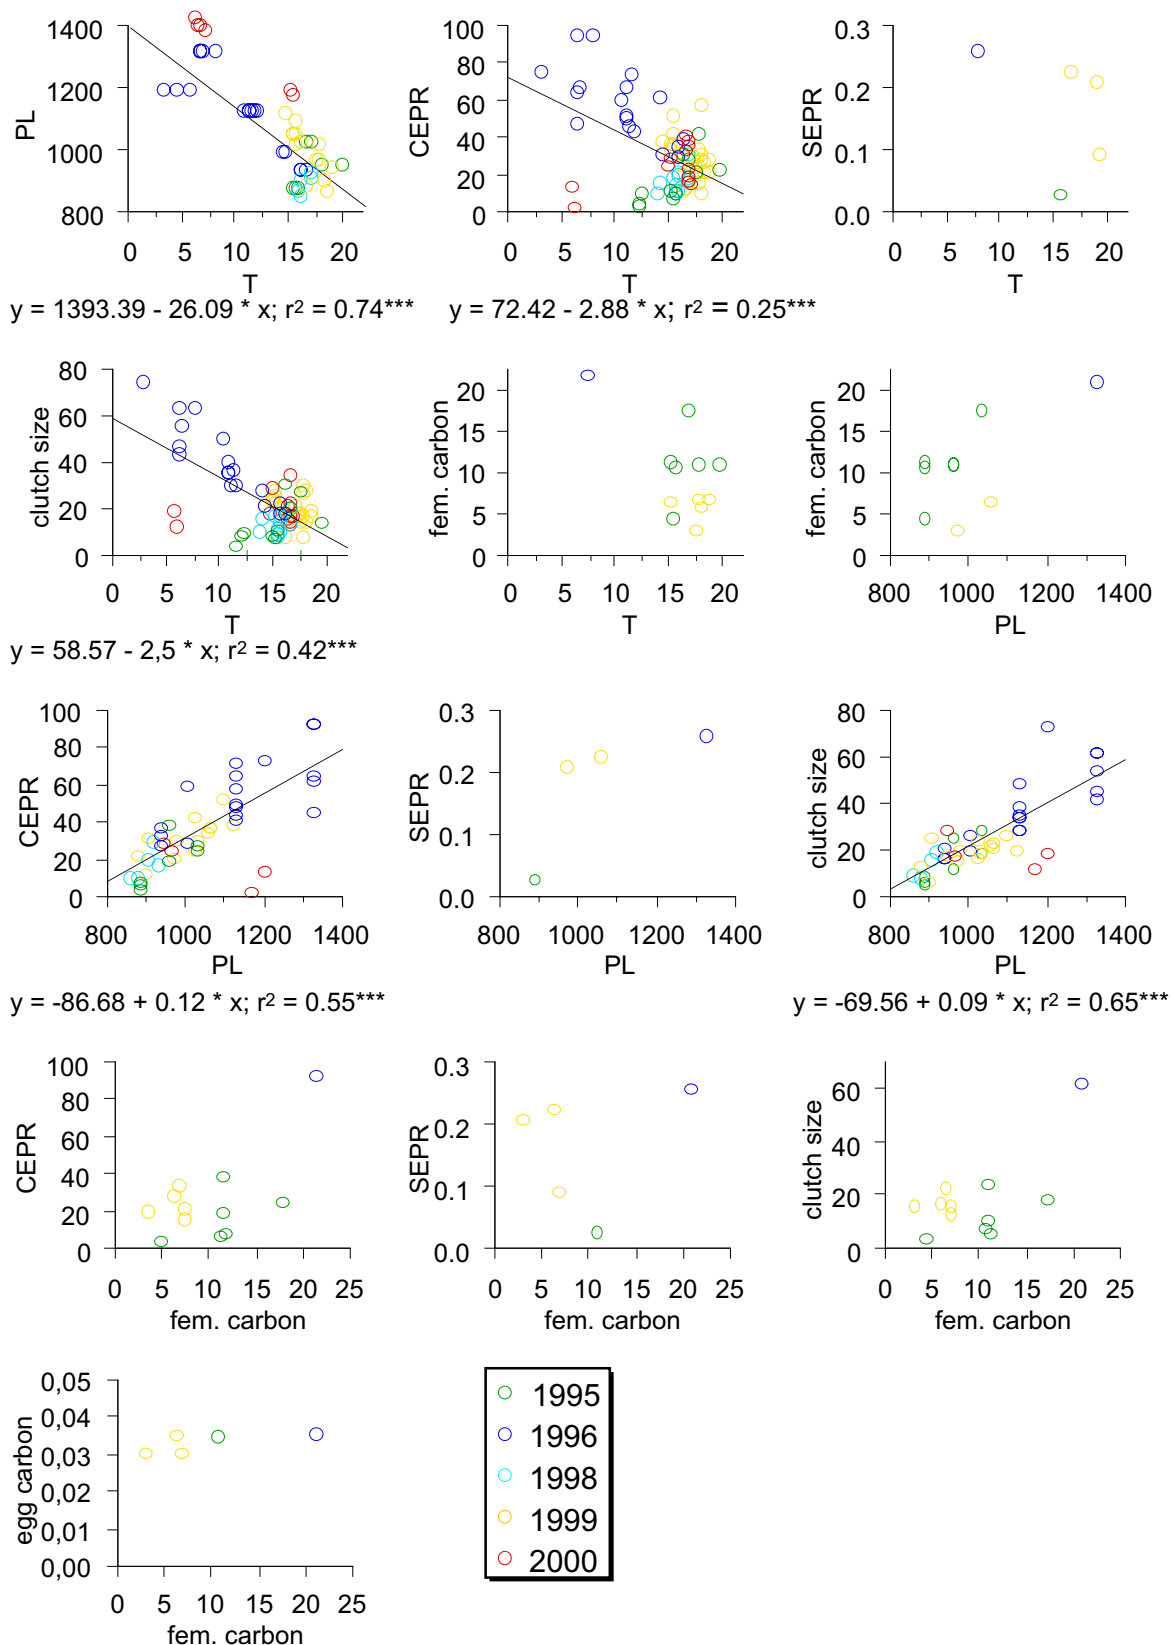 PL
1400
1200
1000
800
0 5 10 15 20
T
CEPR
100
80
60
40
20
0
0 5 10 15 20
T
SEPR
0.3
0.2
0.1
0.0
0 5 10 15 20
T
y = 1393.39 - 26.09 * x; r² = 0.74***
y = 72.42 - 2.88 * x; r² = 0.25***
clutch size
80
60
40
20
0
0 5 10 15 20
T
fem. carbon
20
15
10
5
0
0 5 10 15 20
T
fem. carbon
20
15
10
5
0
800 1000 1200 1400
PL
y = 58.57 - 2,5 * x; r² = 0.42***
CEPR
100
80
60
40
20
0
800 1000 1200 1400
PL
SEPR
0.3
0.2
0.1
0.0
800 1000 1200 1400
PL
clutch size
80
60
40
20
0
800 1000 1200 1400
PL
y = -86.68 + 0.12 * x; r² = 0.55***
y = -69.56 + 0.09 * x; r² = 0.65***
CEPR
100
80
60
40
20
0
0 5 10 15 20 25
fem. carbon
SEPR
0.3
0.2
0.1
0.0
0 5 10 15 20 25
fem. carbon
clutch size
60
40
20
0
0 5 10 15 20 25
fem. carbon
egg carbon
0,05
0,04
0,03
0,02
0,01
0,00
0 5 10 15 20 25
fem. carbon
1995
1996
1998
1999
2000